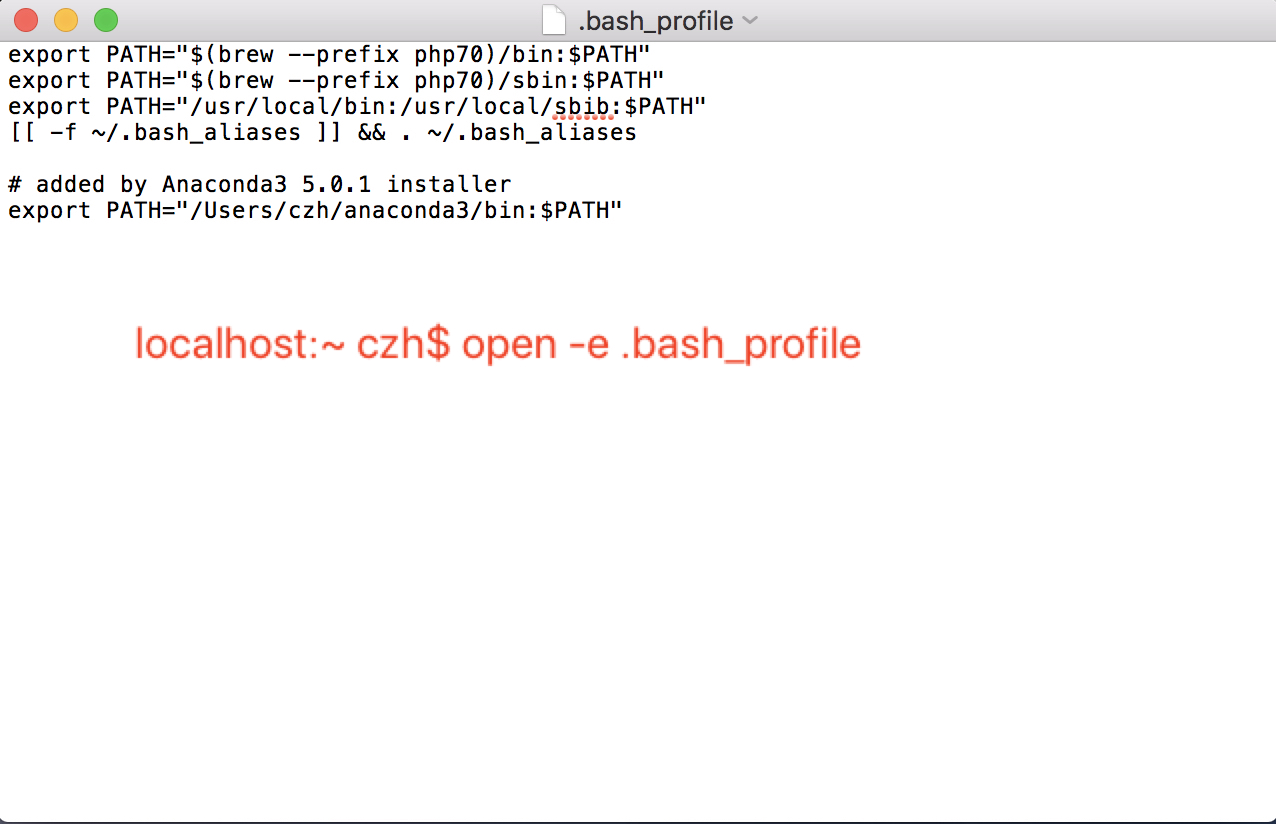 .bash_profile
export PATH="$(brew --prefix php70)/bin:$PATH"
export PATH="$(brew --prefix php70)/sbin:$PATH"
export PATH="/usr/local/bin:/usr/local/sbib:$PATH"
[[ -f ~/.bash_aliases ]] && . ~/.bash_aliases
# added by Anaconda3 5.0.1 installer
export PATH="/Users/czh/anaconda3/bin:$PATH"
localhost:~ czh$ open -e .bash_profile